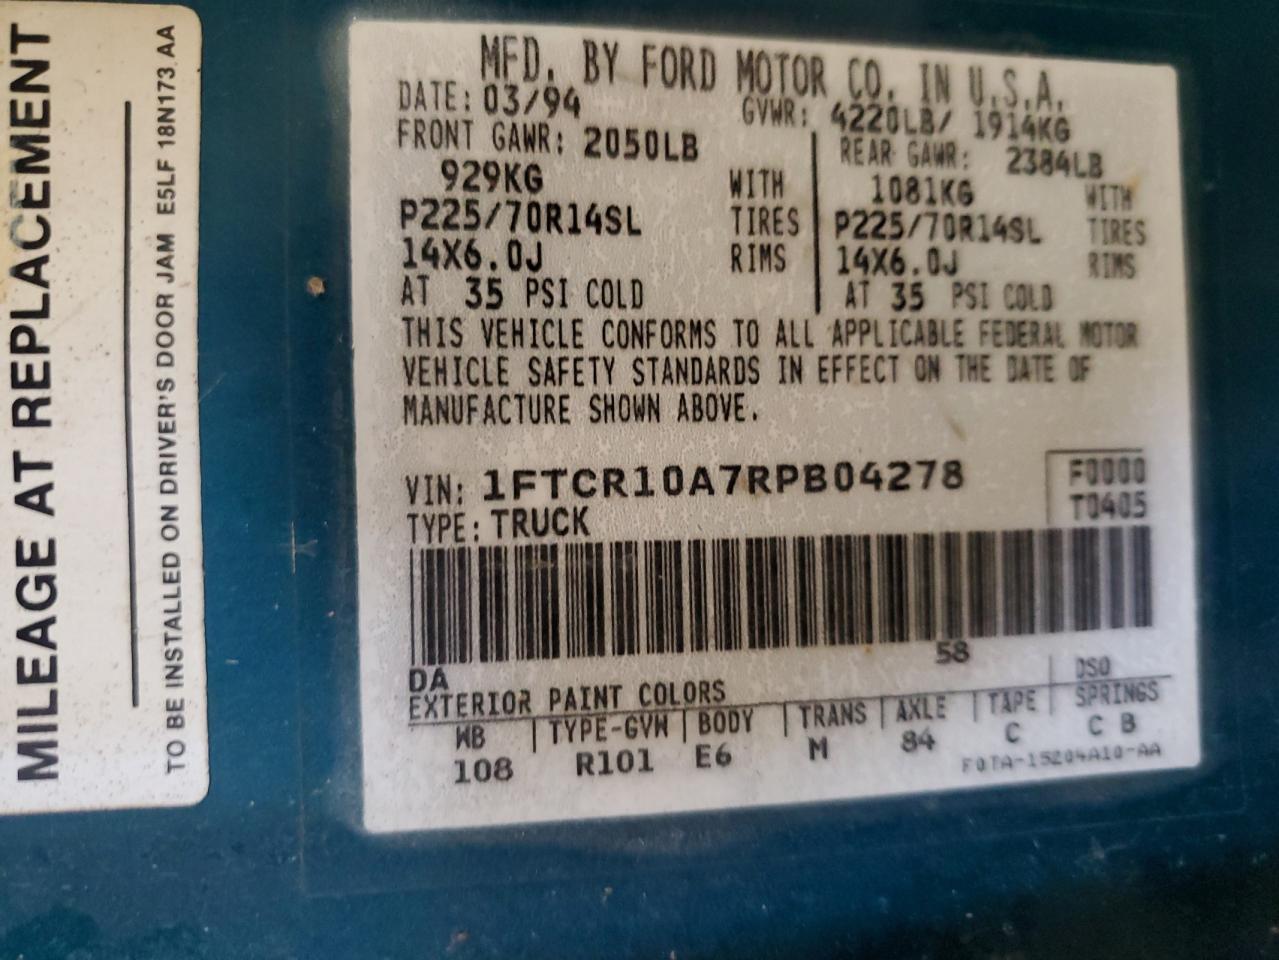 MILEAGE AT REPLACEMENT
TO BE INSTALLED ON DRIVER'S DOOR JAM E5LF 18N173 AA
MFD. BY FORD MOTOR CO. IN U.S.A.
DATE: 03/94 GVWR: 4220LB/ 1914KG
FRONT GAWR: 2050LB REAR GAWR: 2384LB
929KG WITH 1081KG WITH
P225/70R14SL TIRES P225/70R14SL TIRES
14X6.0J RIMS 14X6.0J RIMS
AT 35 PSI COLD AT 35 PSI COLD
THIS VEHICLE CONFORMS TO ALL APPLICABLE FEDERAL MOTOR
VEHICLE SAFETY STANDARDS IN EFFECT ON THE DATE OF
MANUFACTURE SHOWN ABOVE.
VIN: 1FTCR10A7RPB04278 F0000
TYPE: TRUCK T0405
DA 58 DSO
EXTERIOR PAINT COLORS
WB TYPE-GVW BODY TRANS AXLE TAPE SPRINGS
108 R101 E6 M 84 C C B
F0TA-15204A10-AA